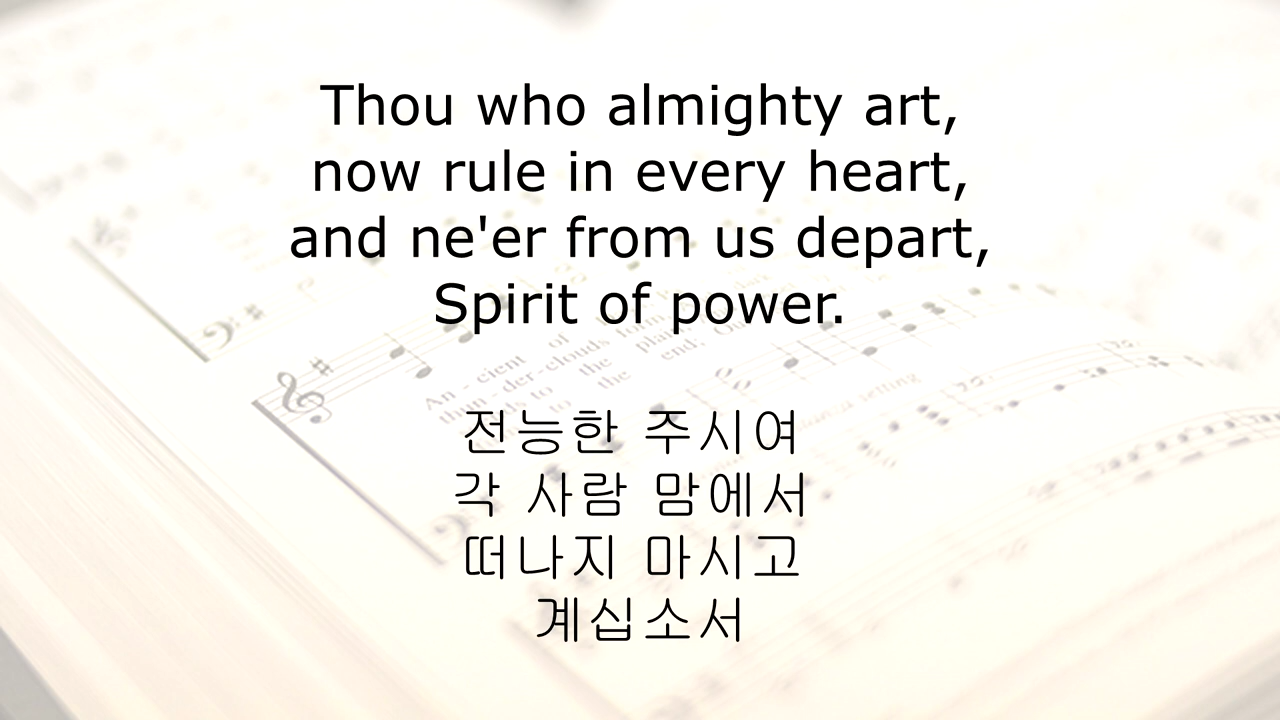 Thou who almighty art,
now rule in every heart,
and ne'er from us depart,
Spirit of power.
전능한 주시여
각 사람 맘에서
떠나지 마시고
계십소서